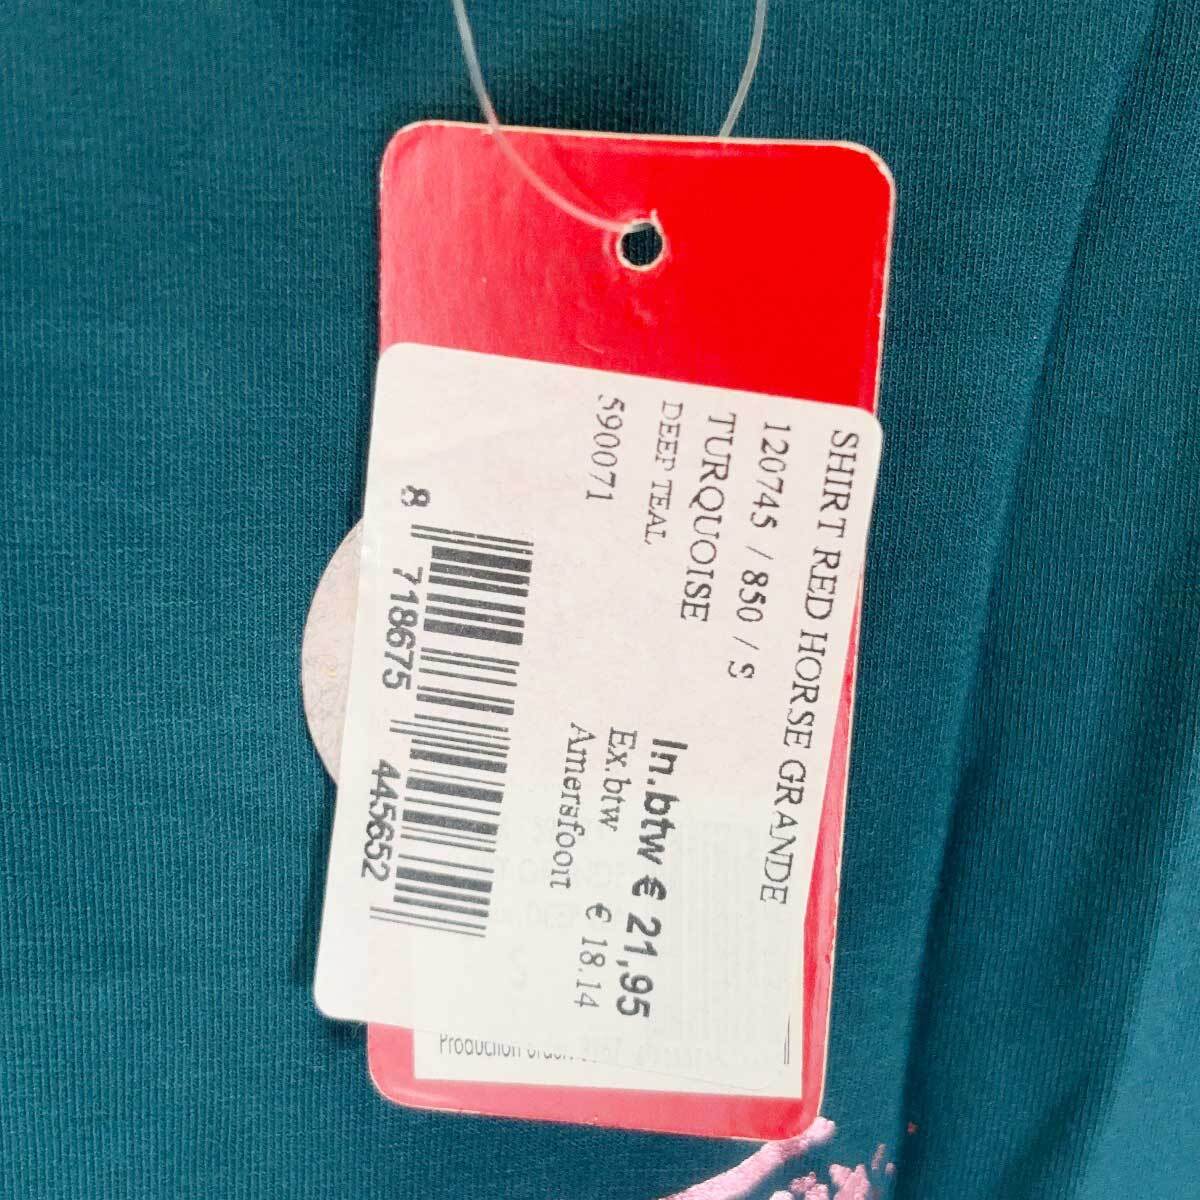 SHIRT RED HORSE GRANDE
120745 / 850 / S
TURQUOISE
DEEP TEAL
590071
In.btw € 21,95
Ex.btw € 18.14
Amersfoort
8 718675 445652
Production